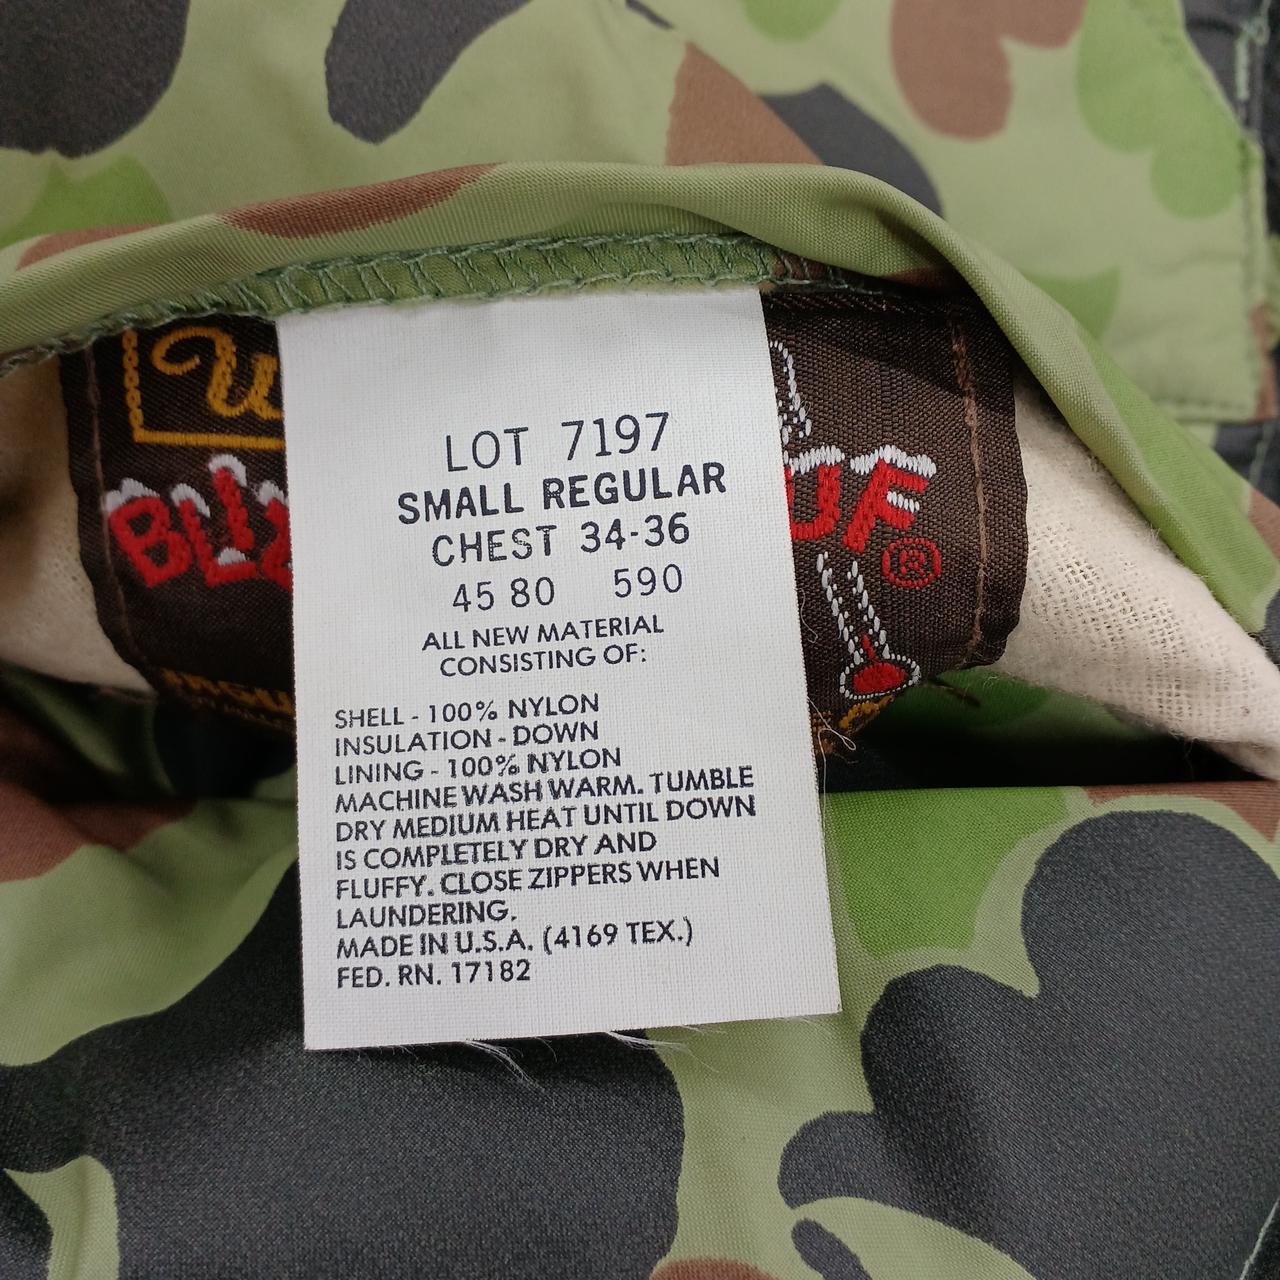 LOT 7197
SMALL REGULAR
CHEST 34-36
45 80 590
ALL NEW MATERIAL
CONSISTING OF:
SHELL - 100% NYLON
INSULATION - DOWN
LINING - 100% NYLON
MACHINE WASH WARM. TUMBLE
DRY MEDIUM HEAT UNTIL DOWN
IS COMPLETELY DRY AND
FLUFFY. CLOSE ZIPPERS WHEN
LAUNDERING.
MADE IN U.S.A. (4169 TEX.)
FED. RN. 17182